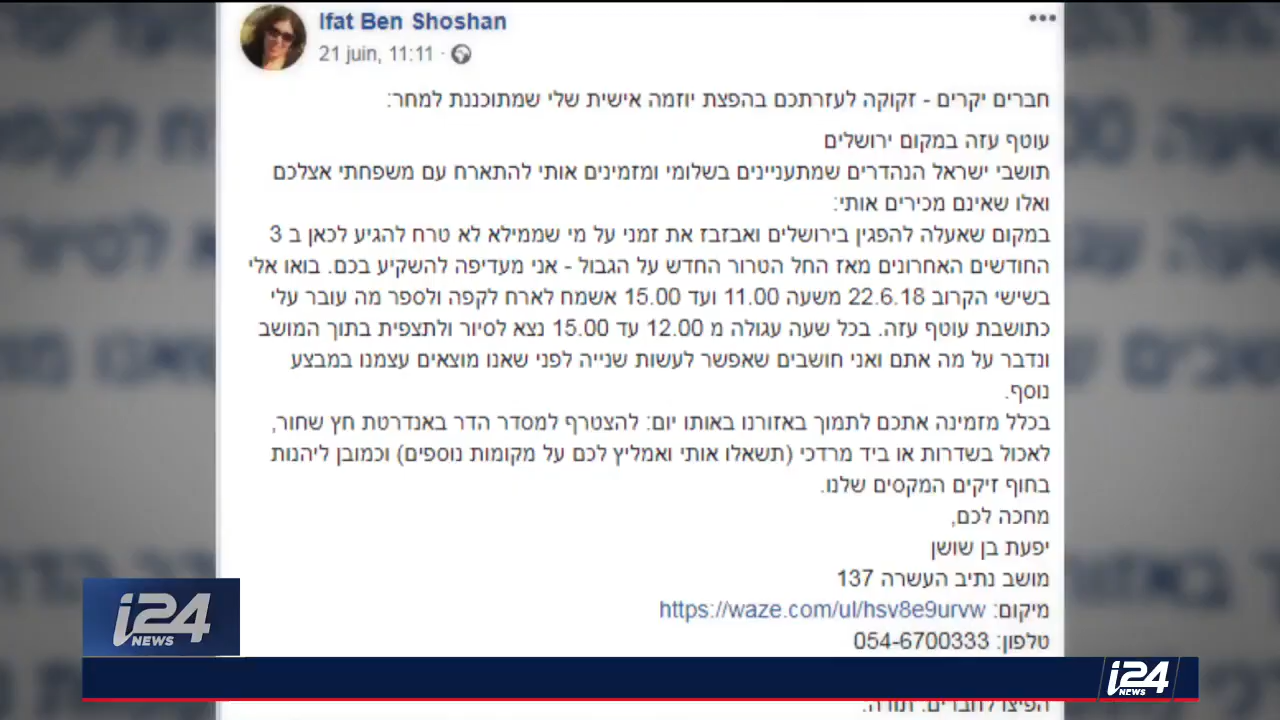 Ifat Ben Shoshan
21 juin, 11:11 ·
חברים יקרים - זקוקה לעזרתכם בהפצת יוזמה אישית שלי שמתוכננת למחר:
עוטף עזה במקום ירושלים
תושבי ישראל הנהדרים שמתעניינים בשלומי ומזמינים אותי להתארח עם משפחתי אצלכם
ואלו שאינם מכירים אותי:
במקום שאעלה להפגין בירושלים ואבזבז את זמני על מי שממילא לא טרח להגיע לכאן ב 3
החודשים האחרונים מאז החל הטרור החדש על הגבול - אני מעדיפה להשקיע בכם. בואו אלי
בשישי הקרוב 22.6.18 משעה 11.00 ועד 15.00 אשמח לארח לקפה ולספר מה עובר עלי
כתושבת עוטף עזה. בכל שעה עגולה מ 12.00 עד 15.00 נצא לסיור ולתצפית בתוך המושב
ונדבר על מה אתם ואני חושבים שאפשר לעשות שנייה לפני שאנו מוצאים עצמנו במבצע
נוסף.
בכלל מזמינה אתכם לתמוך באזורנו באותו יום: להצטרף למסדר הדר באנדרטת חץ שחור,
לאכול בשדרות או ביד מרדכי (תשאלו אותי ואמליץ לכם על מקומות נוספים) וכמובן ליהנות
בחוף זיקים המקסים שלנו.
מחכה לכם,
יפעת בן שושן
מושב נתיב העשרה 137
מיקום: https://waze.com/ul/hsv8e9urvw
טלפון: 054-6700333
הפיצו לחברים. תודה.
i24
NEWS
i24
NEWS